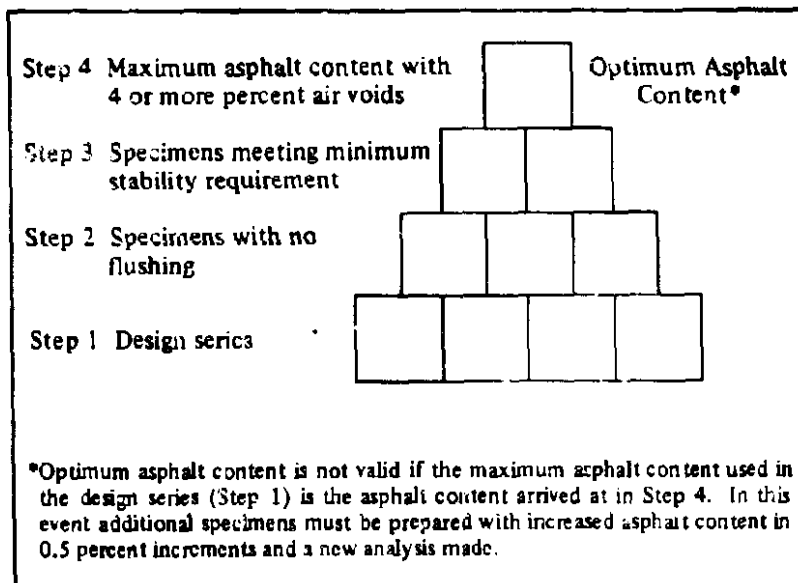 Step 4 Maximum asphalt content with
4 or more percent air voids
Optimum Asphalt
Content*
Step 3 Specimens meeting minimum
stability requirement
Step 2 Specimens with no
flushing
Step 1 Design series
*Optimum asphalt content is not valid if the maximum asphalt content used in
the design series (Step 1) is the asphalt content arrived at in Step 4. In this
event additional specimens must be prepared with increased asphalt content in
0.5 percent increments and a new analysis made.